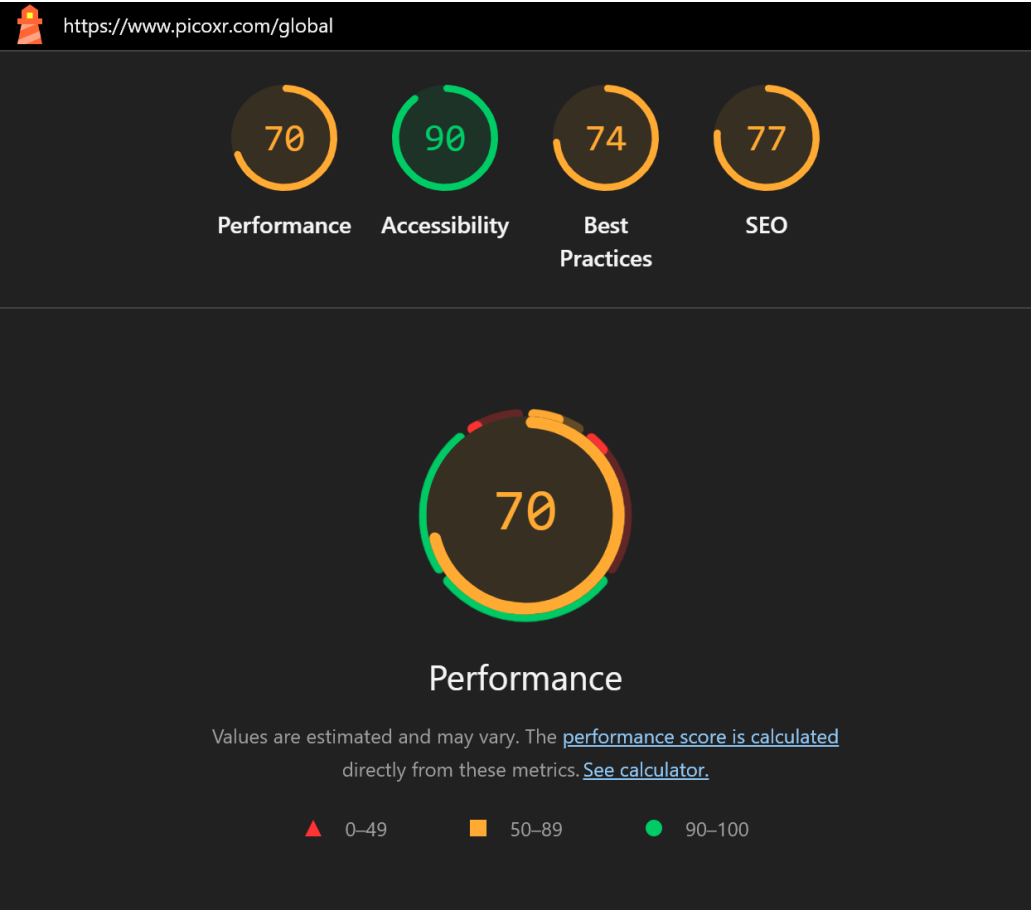 https://www.picoxr.com/global
70
90
74
77
Performance
Accessibility
Best
Practices
SEO
70
Performance
Values are estimated and may vary. The performance score is calculated
directly from these metrics. See calculator.
0–49
50–89
90–100